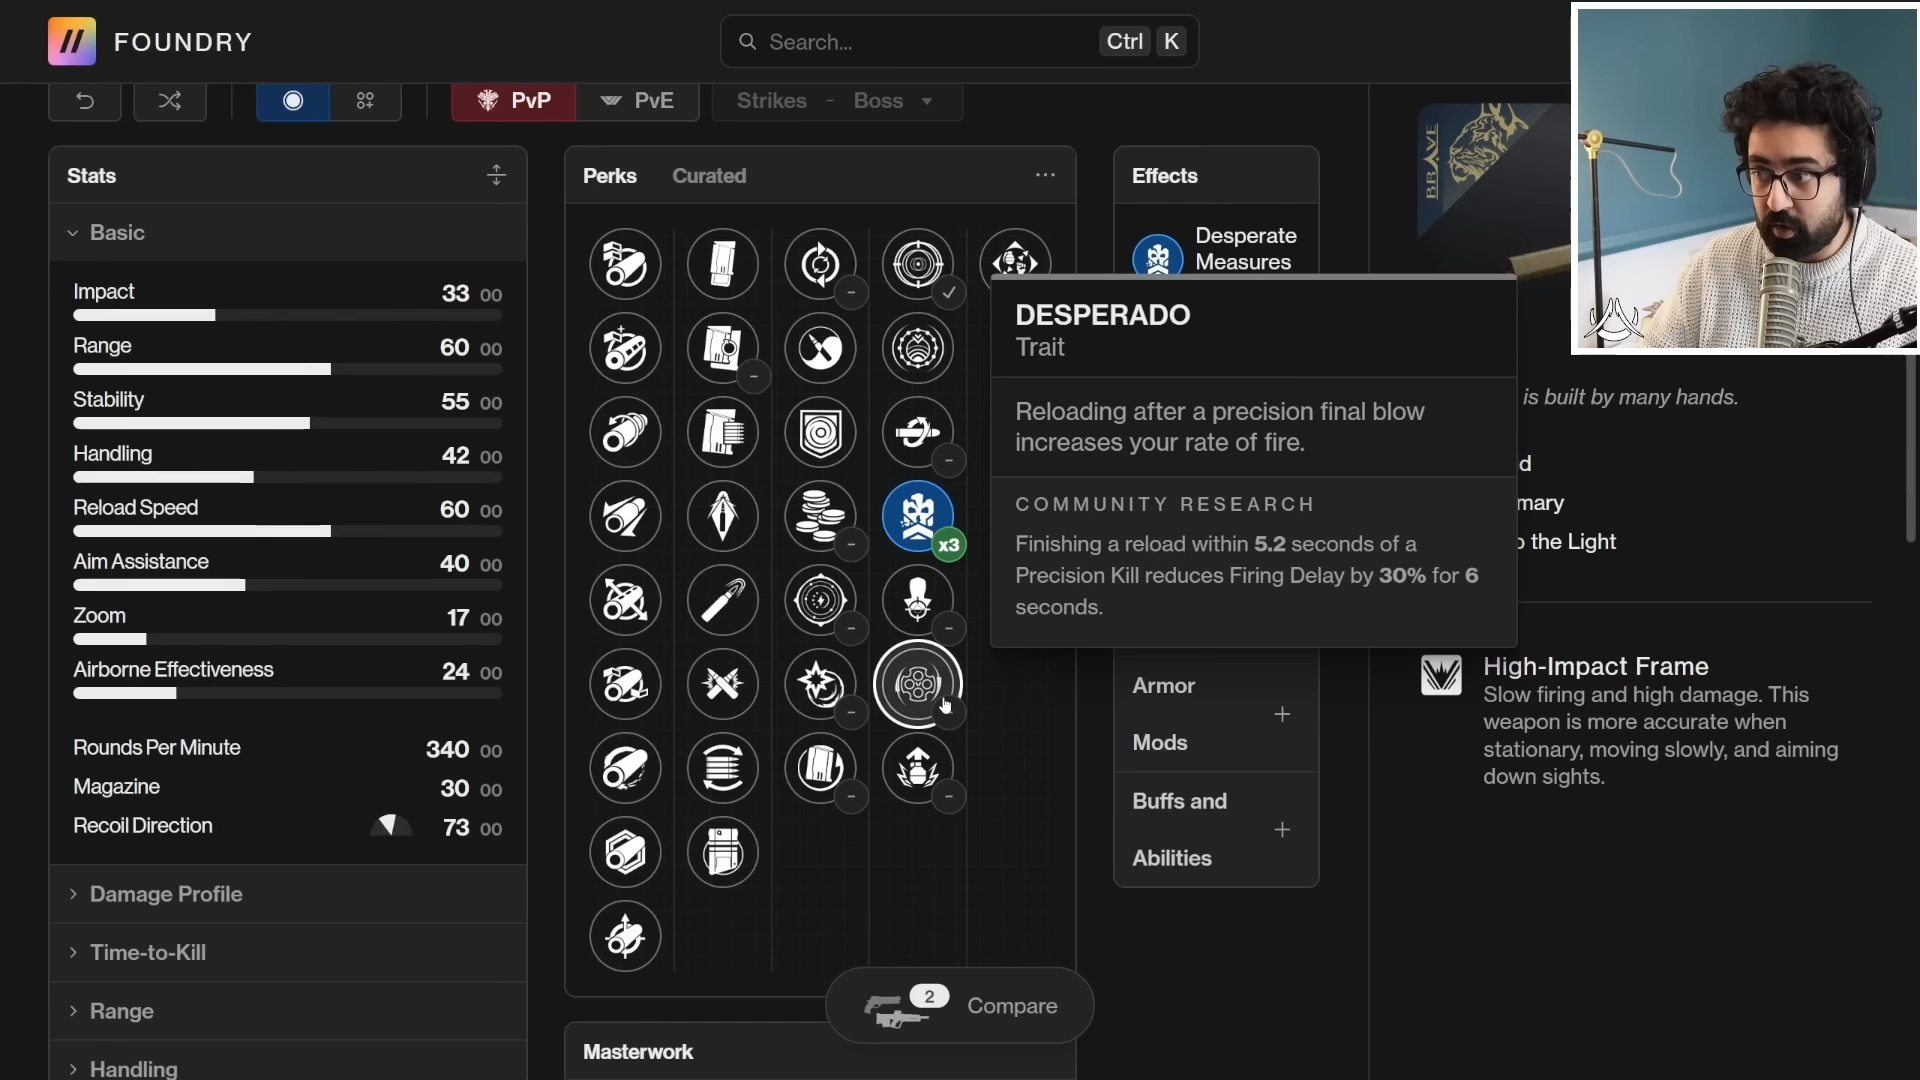 FOUNDRY
Search...
Ctrl
K
PvP
PvE
Strikes - Boss
Stats
Basic
Impact 33 00
Range 60 00
Stability 55 00
Handling 42 00
Reload Speed 60 00
Aim Assistance 40 00
Zoom 17 00
Airborne Effectiveness 24 00
Rounds Per Minute 340 00
Magazine 30 00
Recoil Direction 73 00
Damage Profile
Time-to-Kill
Range
Handling
Perks
Curated
x3
2
Compare
Masterwork
Effects
Desperate
Measures
DESPERADO
Trait
Reloading after a precision final blow
increases your rate of fire.
COMMUNITY RESEARCH
Finishing a reload within 5.2 seconds of a
Precision Kill reduces Firing Delay by 30% for 6
seconds.
Armor
Mods
Buffs and
Abilities
BRAVE
is built by many hands.
d
mary
the Light
High-Impact Frame
Slow firing and high damage. This
weapon is more accurate when
stationary, moving slowly, and aiming
down sights.